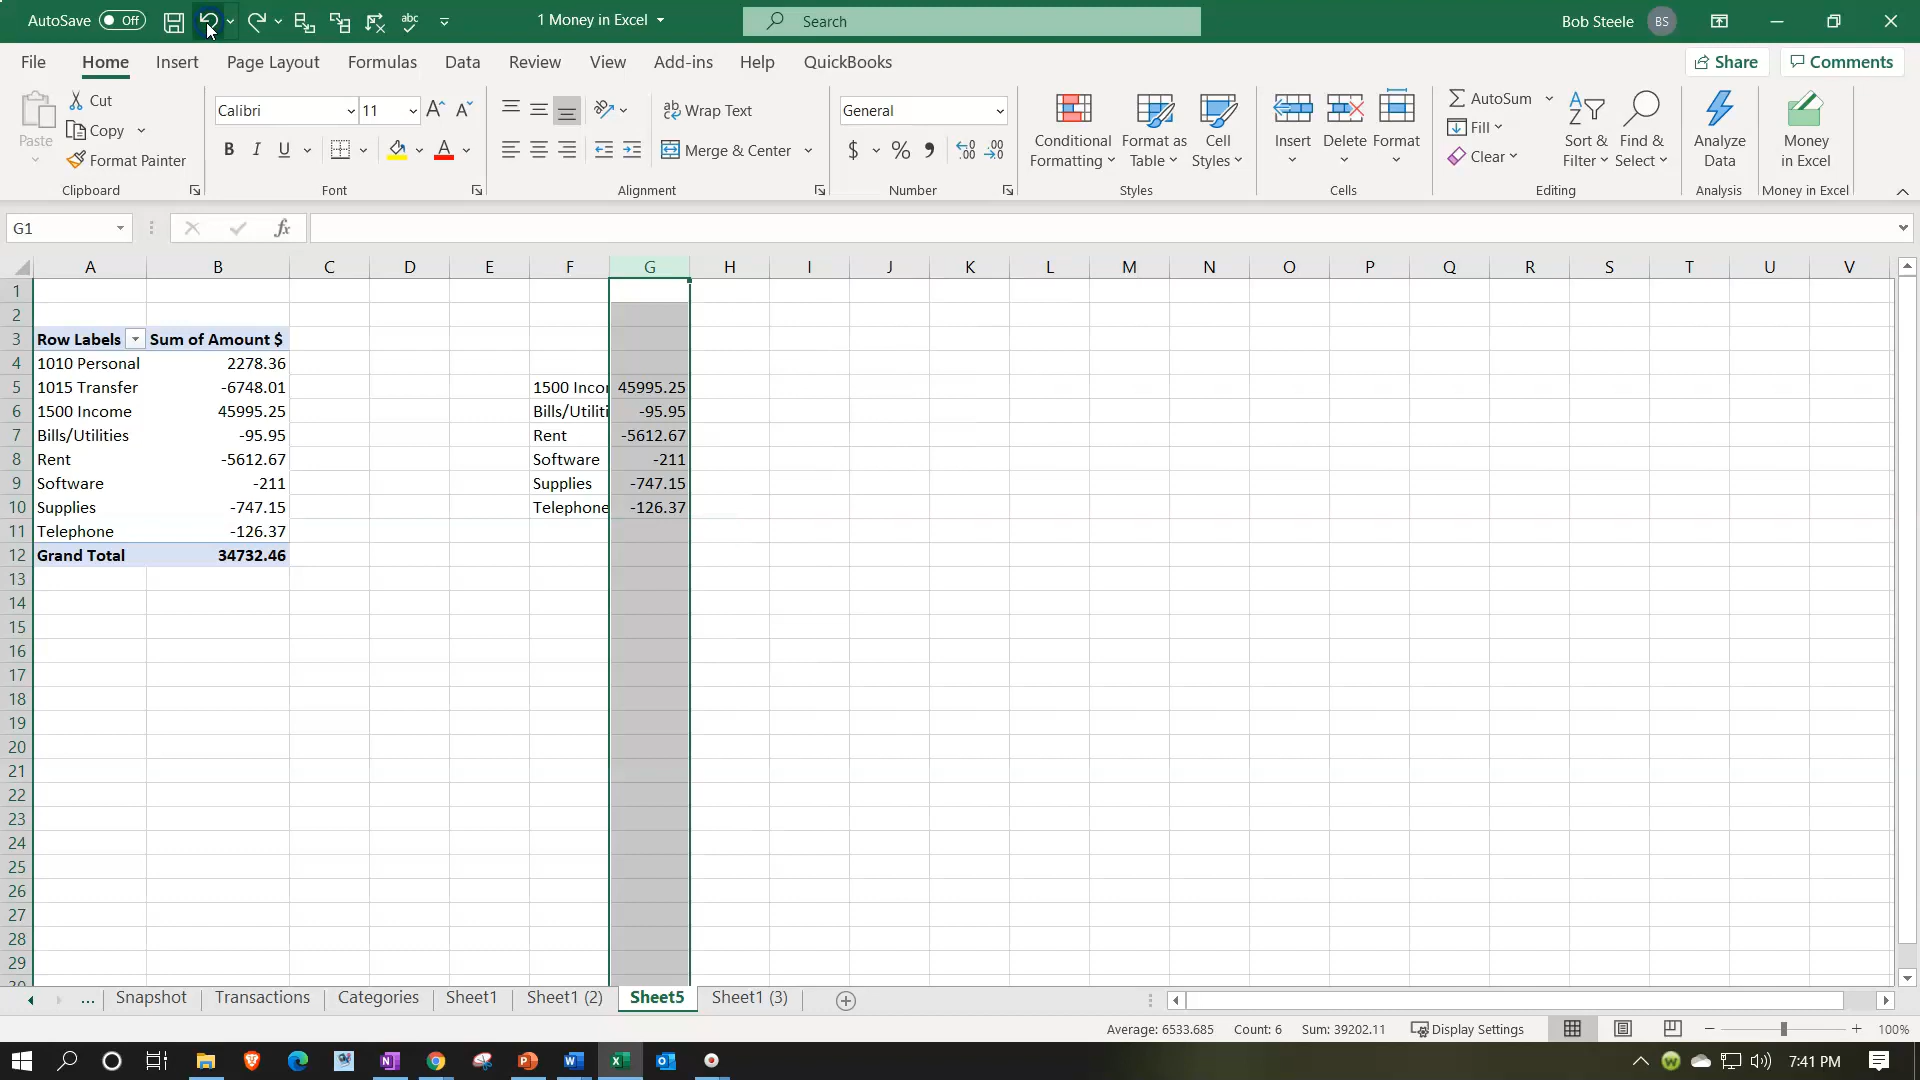 AutoSave Off 1 Money in Excel Search Bob Steele BS
File Home Insert Page Layout Formulas Data Review View Add-ins Help QuickBooks Share Comments
Paste Cut Copy Format Painter
Clipboard
Calibri 11
B I U A
Font
ab Wrap Text
Merge & Center
Alignment
General
$ % 9 .00 .00
Number
Conditional Formatting Format as Table Cell Styles
Styles
Insert Delete Format
Cells
AutoSum
Fill
Clear
Sort & Filter Find & Select
Editing
Analyze Data
Analysis
Money in Excel
Money in Excel
G1 fx
A B C D E F G H I J K L M N O P Q R S T U V
1
2
3 Row Labels Sum of Amount $
4 1010 Personal 2278.36
5 1015 Transfer -6748.01 1500 Incor 45995.25
6 1500 Income 45995.25 Bills/Utiliti -95.95
7 Bills/Utilities -95.95 Rent -5612.67
8 Rent -5612.67 Software -211
9 Software -211 Supplies -747.15
10 Supplies -747.15 Telephone -126.37
11 Telephone -126.37
12 Grand Total 34732.46
13
14
15
16
17
18
19
20
21
22
23
24
25
26
27
28
29
... Snapshot Transactions Categories Sheet1 Sheet1 (2) Sheet5 Sheet1 (3)
Average: 6533.685 Count: 6 Sum: 39202.11 Display Settings 100%
7:41 PM